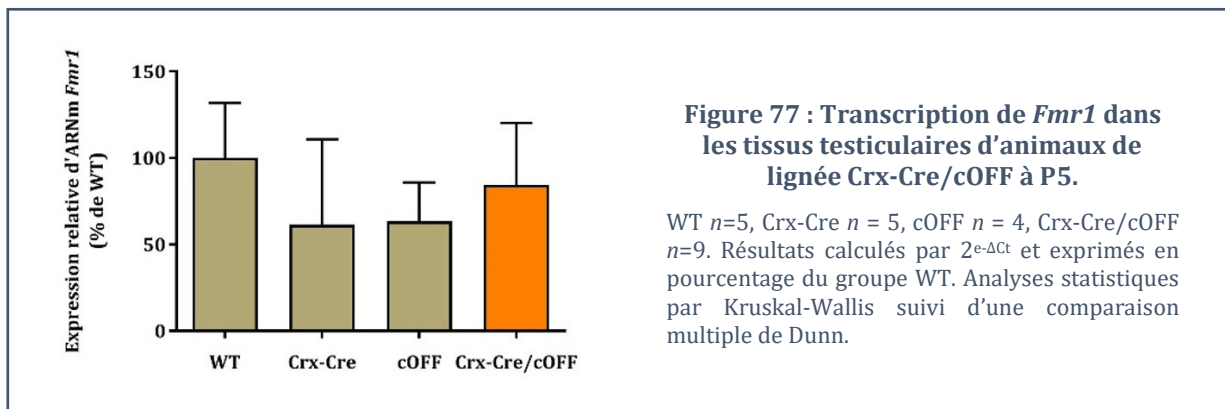 Expression relative d'ARNm Fmr1
(% de WT)
150
100
50
0
WT Crx-Cre cOFF Crx-Cre/cOFF
Figure 77 : Transcription de Fmr1 dans
les tissus testiculaires d’animaux de
lignée Crx-Cre/cOFF à P5.
WT n=5, Crx-Cre n = 5, cOFF n = 4, Crx-Cre/cOFF
n=9. Résultats calculés par 2e-ΔCt et exprimés en
pourcentage du groupe WT. Analyses statistiques
par Kruskal-Wallis suivi d’une comparaison
multiple de Dunn.